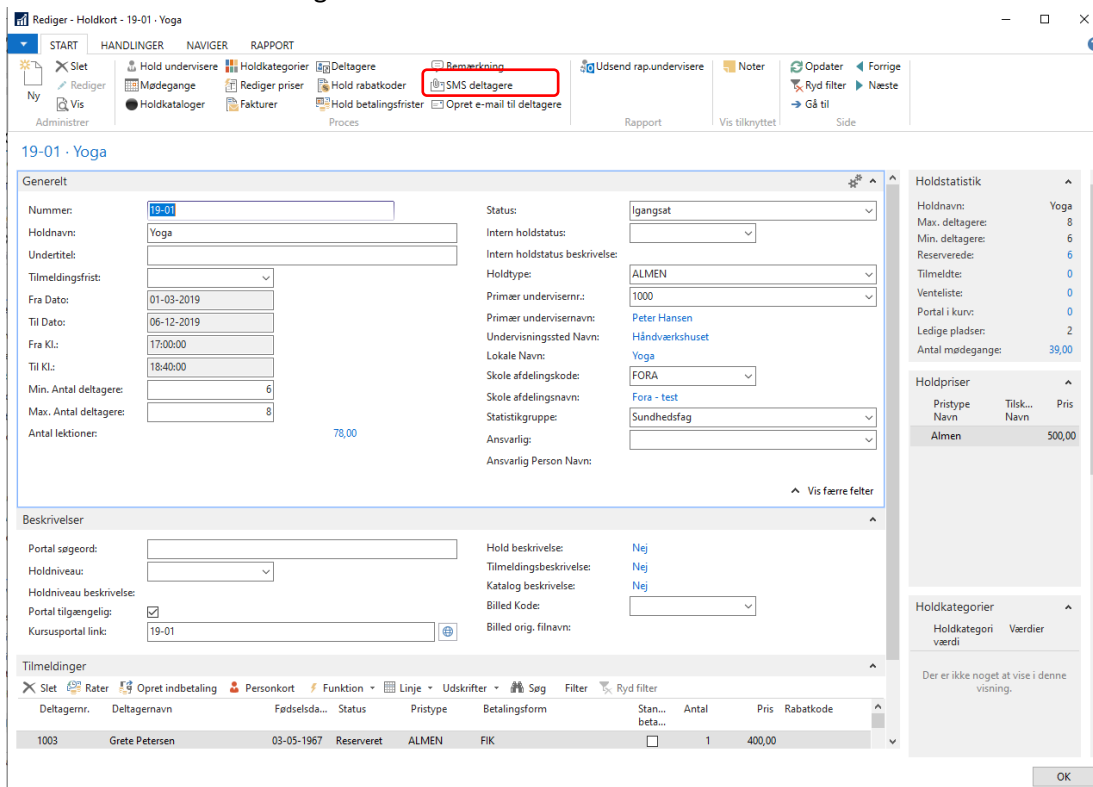 Rediger - Holdkort - 19-01 · Yoga
START HANDLINGER NAVIGER RAPPORT
Ny
Slet
Rediger
Vis
Administrer
Hold undervisere Holdkategorier Deltagere Bemærkning
Mødegange Rediger priser Hold rabatkoder SMS deltagere
Holdkataloger Fakturer Hold betalingsfrister Opret e-mail til deltagere
Proces
Udsend rap.undervisere
Rapport
Noter
Vis tilknyttet
Opdater Forrige
Ryd filter Næste
Gå til
Side
19-01 · Yoga
Generelt
Nummer: 19-01
Holdnavn: Yoga
Undertitel:
Tilmeldingsfrist:
Fra Dato: 01-03-2019
Til Dato: 06-12-2019
Fra Kl.: 17:00:00
Til Kl.: 18:40:00
Min. Antal deltagere: 6
Max. Antal deltagere: 8
Antal lektioner: 78,00
Status: Igangsat
Intern holdstatus:
Intern holdstatus beskrivelse:
Holdtype: ALMEN
Primær undervisernr.: 1000
Primær undervisernavn: Peter Hansen
Undervisningssted Navn: Håndværkshuset
Lokale Navn: Yoga
Skole afdelingskode: FORA
Skole afdelingsnavn: Fora - test
Statistikgruppe: Sundhedsfag
Ansvarlig:
Ansvarlig Person Navn:
Vis færre felter
Beskrivelser
Portal søgeord:
Holdniveau:
Holdniveau beskrivelse:
Portal tilgængelig:
Kursusportal link: 19-01
Hold beskrivelse: Nej
Tilmeldingsbeskrivelse: Nej
Katalog beskrivelse: Nej
Billed Kode:
Billed orig. filnavn:
Tilmeldinger
Slet Rater Opret indbetaling Personkort Funktion Linje Udskrifter Søg Filter Ryd filter
Deltagernr. Deltagernavn Fødselsda... Status Pristype Betalingsform Stan... beta... Antal Pris Rabatkode
1003 Grete Petersen 03-05-1967 Reserveret ALMEN FIK 1 400,00
Holdstatistik
Holdnavn: Yoga
Max. deltagere: 8
Min. deltagere: 6
Reserverede: 6
Tilmeldte: 0
Venteliste: 0
Portal i kurv: 0
Ledige pladser: 2
Antal mødegange: 39,00
Holdpriser
Pristype Tilsk... Pris
Navn Navn
Almen 500,00
Holdkategorier
Holdkategori Værdier
værdi
Der er ikke noget at vise i denne
visning.
OK